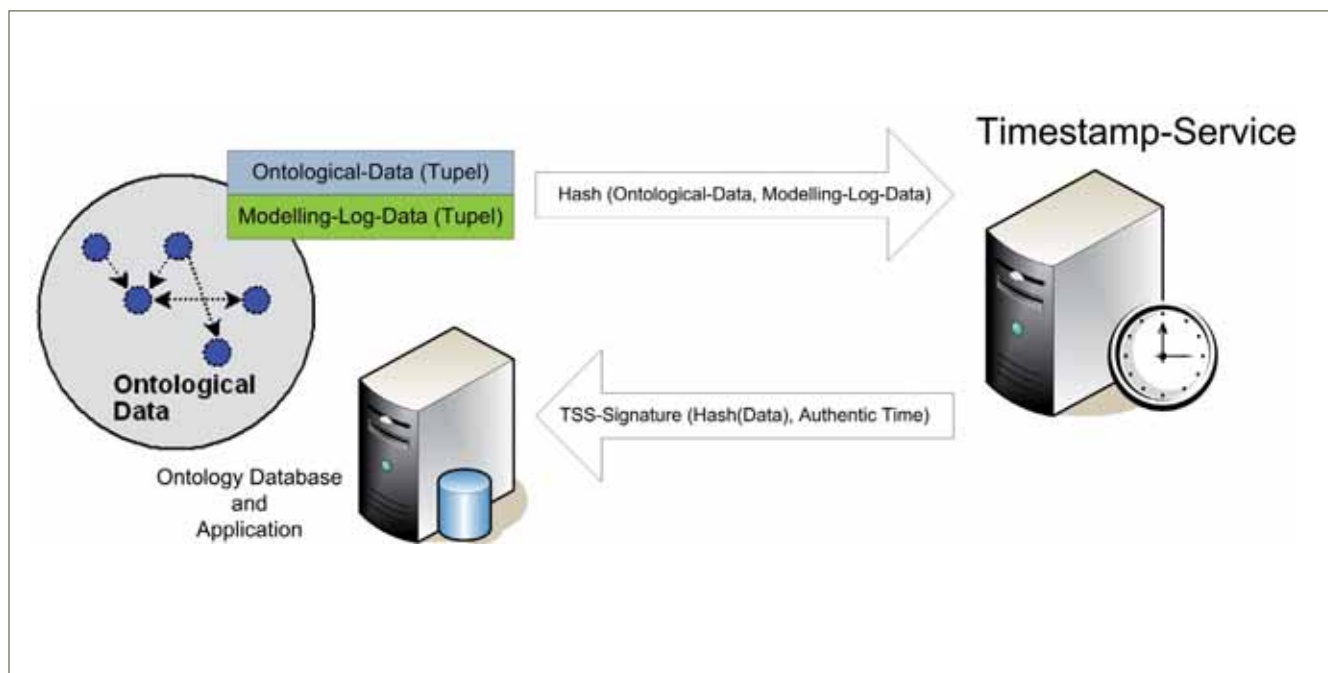 Timestamp-Service
Ontological-Data (Tupel)
Modelling-Log-Data (Tupel)
Hash (Ontological-Data, Modelling-Log-Data)
Ontological
Data
TSS-Signature (Hash(Data), Authentic Time)
Ontology Database
and
Application